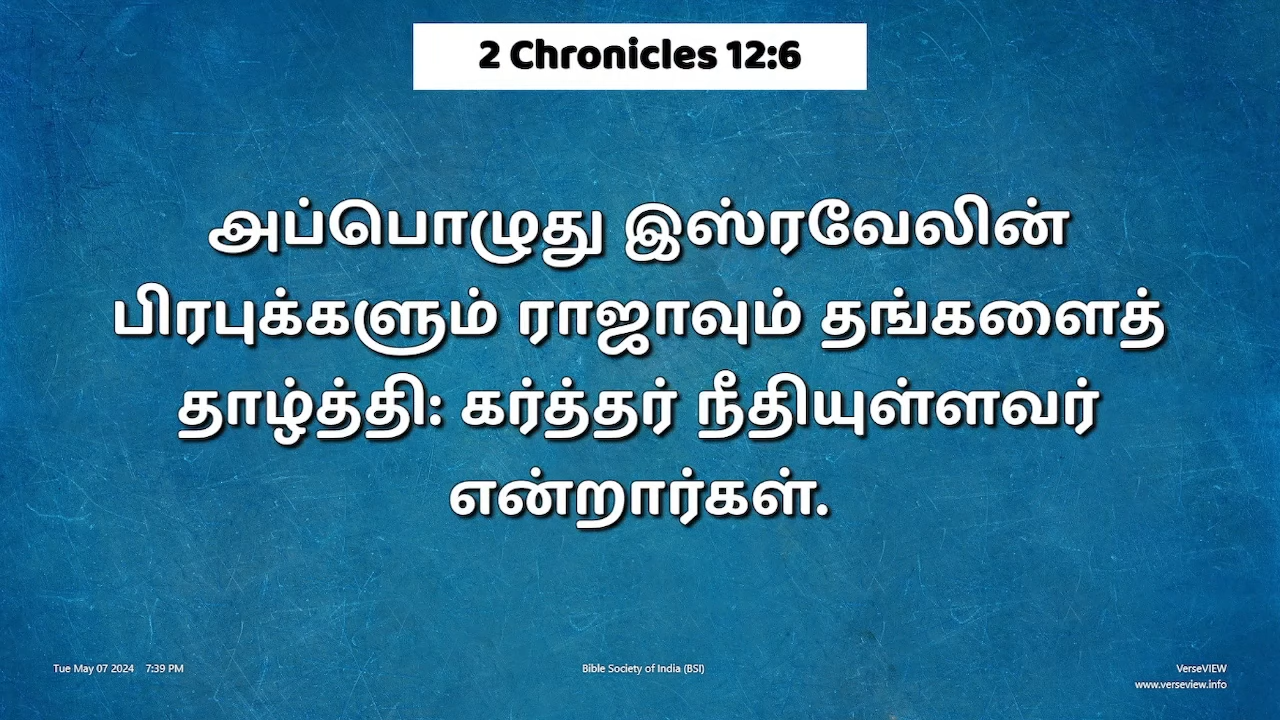 2 Chronicles 12:6
அப்பொழுது இஸ்ரவேலின்
பிரபுக்களும் ராஜாவும் தங்களைத்
தாழ்த்தி: கர்த்தர் நீதியுள்ளவர்
என்றார்கள்.
Tue May 07 2024 7:39 PM
Bible Society of India (BSI)
VerseVIEW
www.verseview.info